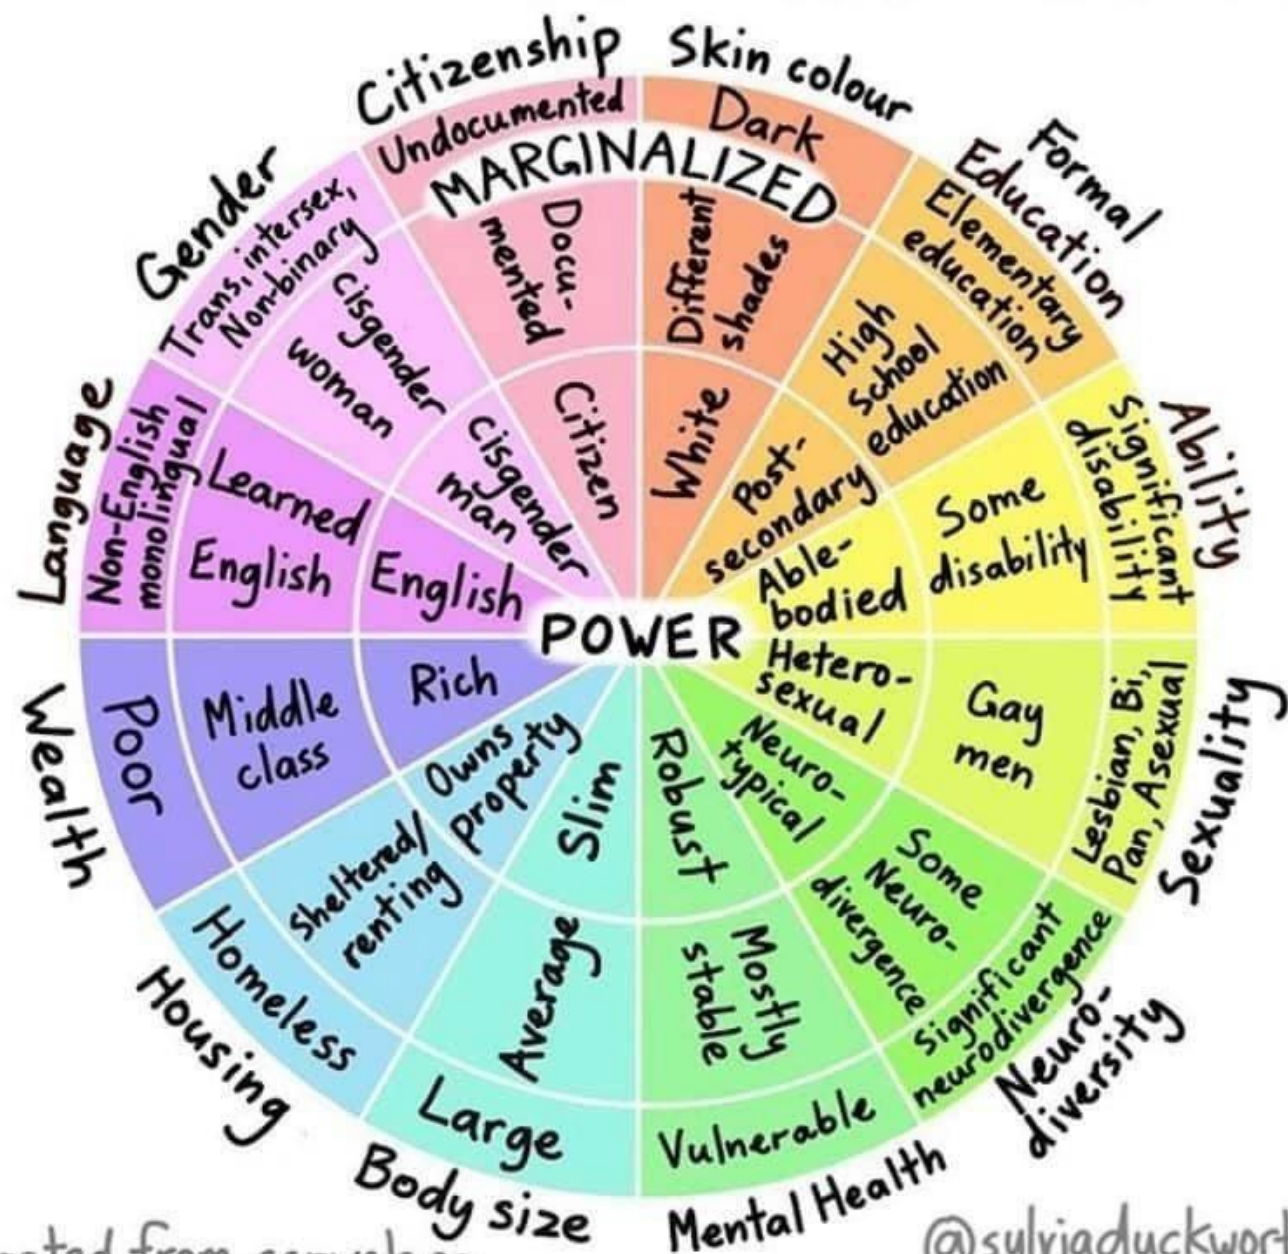 Citizenship
Undocumented
Docu-
mented
Citizen
Skin colour
Dark
Different
shades
White
Formal
Education
Elementary
education
High
school
education
Post-
secondary
Ability
Significant
disability
Some
disability
Able-
bodied
Sexuality
Lesbian, Bi,
Pan, Asexual
Gay
men
Hetero-
sexual
Neuro-
diversity
Significant
neurodivergence
Some
Neuro-
divergence
Neuro-
typical
Mental Health
Vulnerable
Mostly
stable
Robust
Body size
Large
Average
Slim
Housing
Homeless
Sheltered/
renting
Owns
property
Wealth
Poor
Middle
class
Rich
Language
Non-English
monolingual
Learned
English
English
Gender
Trans, intersex,
Non-binary
cisgender
woman
cisgender
man
MARGINALIZED
POWER
@sylviaduckwor